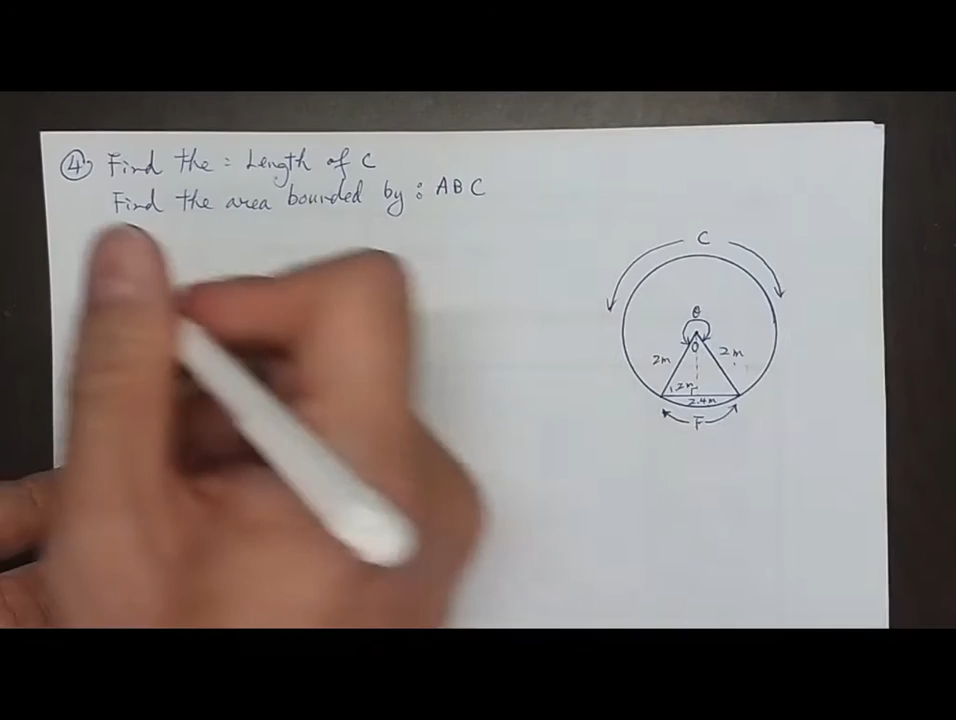 ④ Find the : Length of C
Find the area bounded by : ABC
C
θ
O
2m
2m
1.2m
2.4m
F